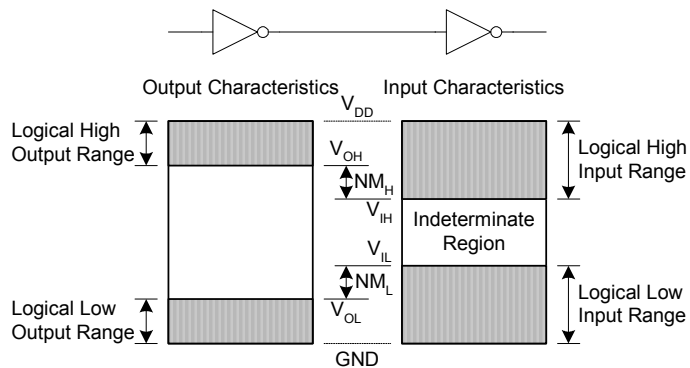 Output Characteristics
Input Characteristics
V_DD
Logical High
Output Range
V_OH
NM_H
V_IH
Logical High
Input Range
Indeterminate
Region
V_IL
NM_L
V_OL
Logical Low
Output Range
Logical Low
Input Range
GND